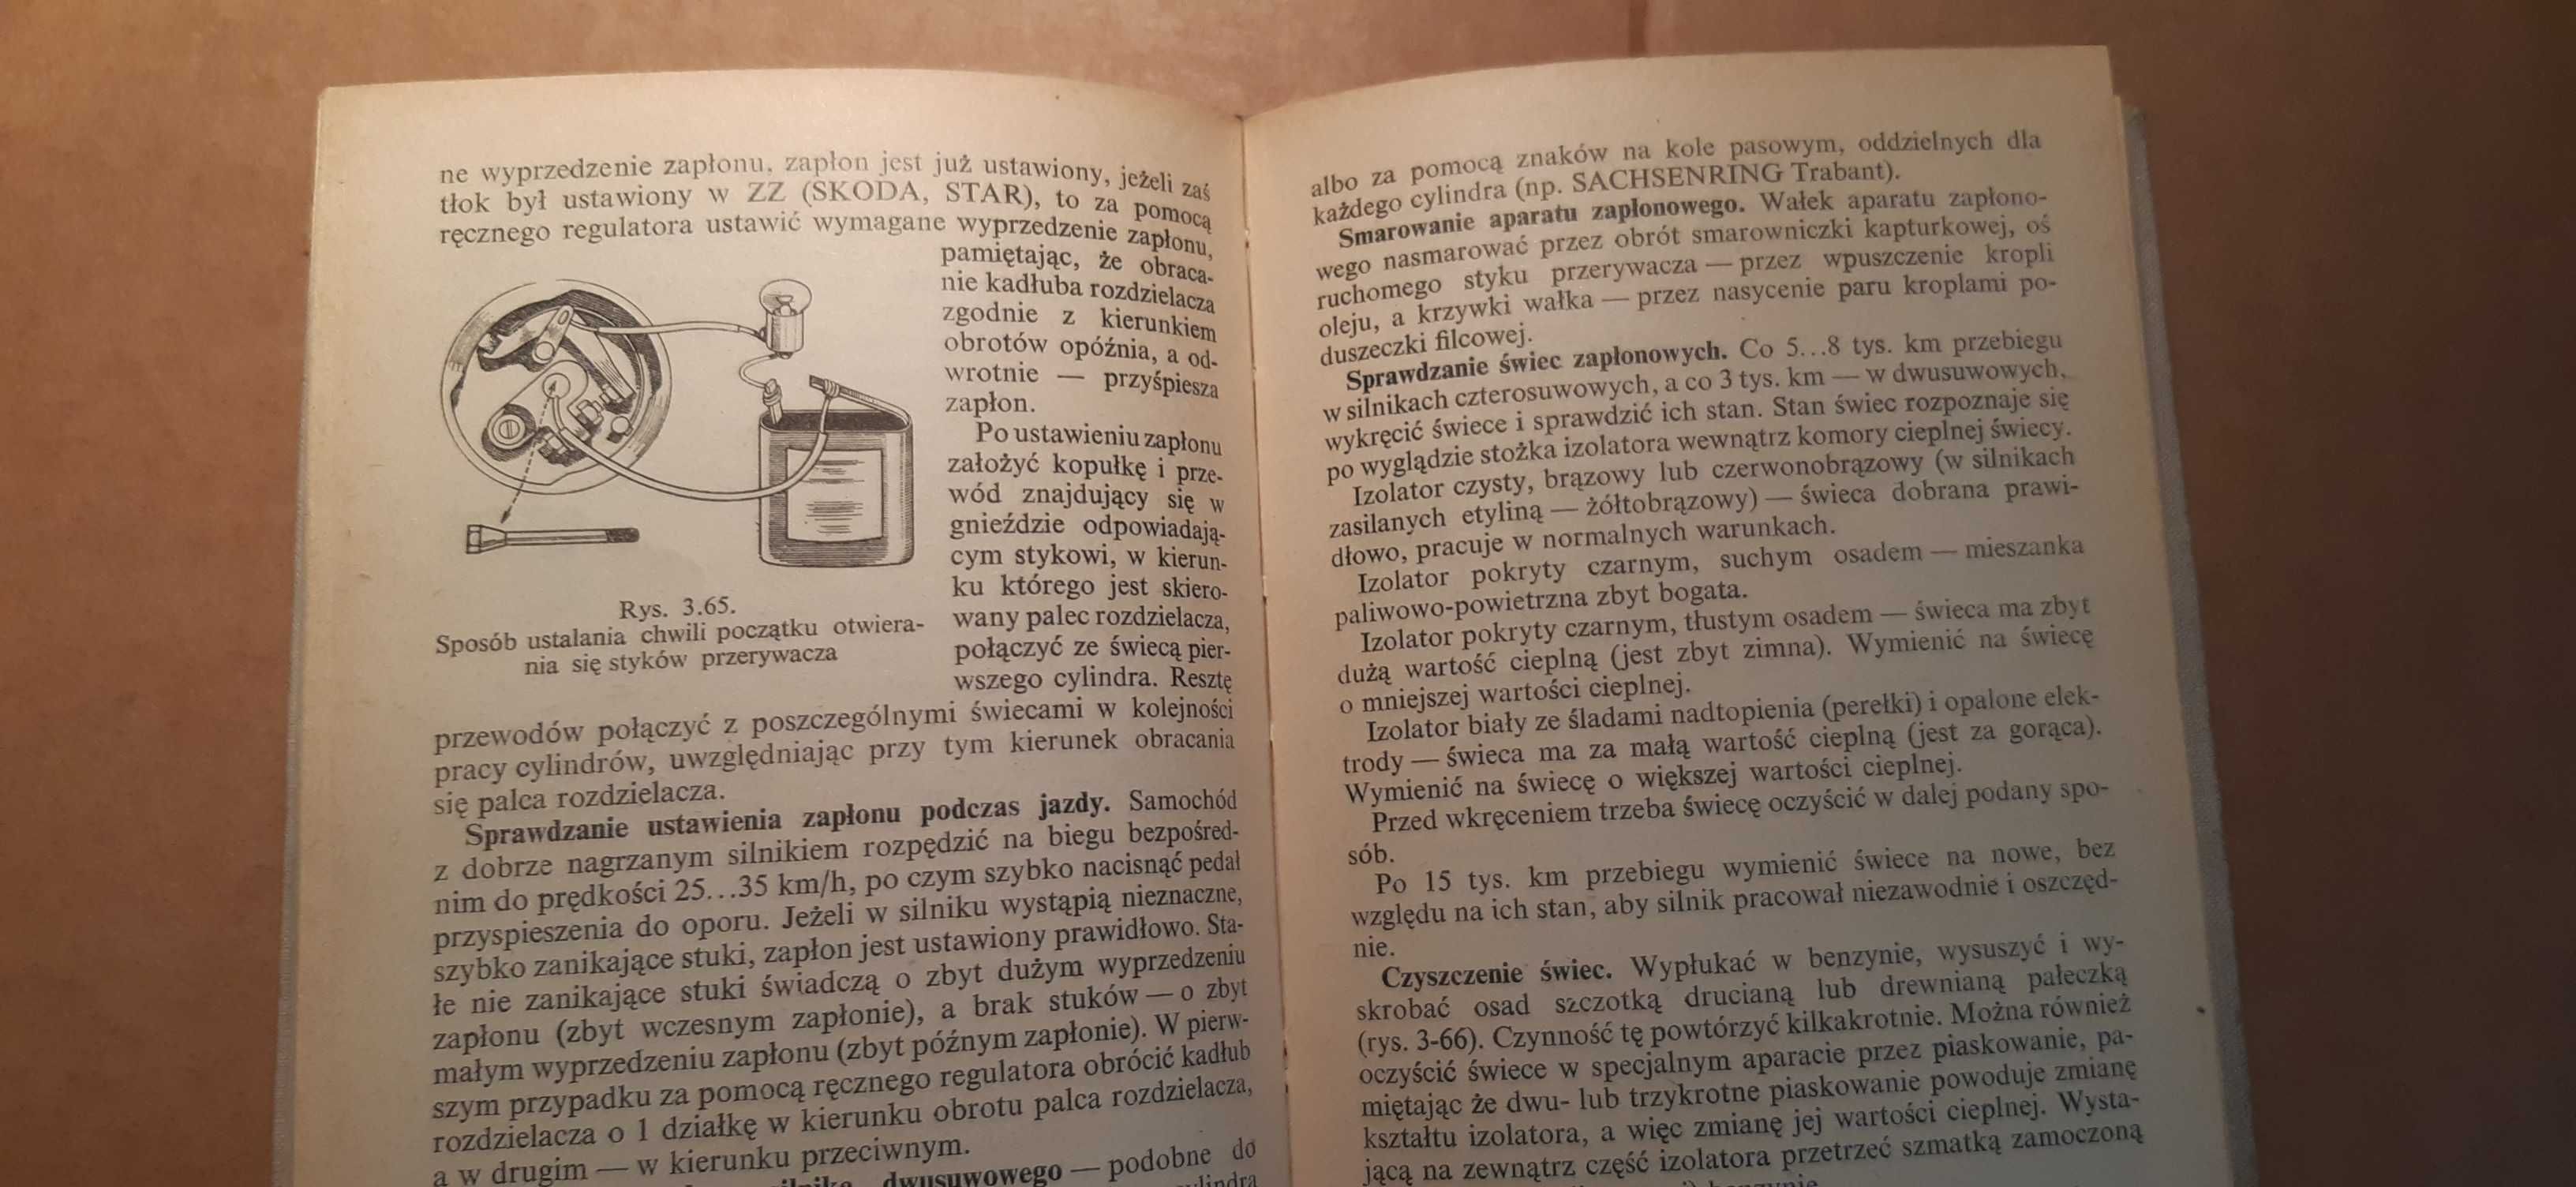 ne wyprzedzenie zapłonu, zapłon jest już ustawiony, jeżeli zaś
tłok był ustawiony w ZZ (SKODA, STAR), to za pomocą
ręcznego regulatora ustawić wymagane wyprzedzenie zapłonu,
pamiętając, że obraca-
nie kadłuba rozdzielacza
zgodnie z kierunkiem
obrotów opóźnia, a od-
wrotnie — przyśpiesza
zapłon.
Po ustawieniu zapłonu
założyć kopułkę i prze-
wód znajdujący się w
gnieździe odpowiadają-
cym stykowi, w kierun-
ku którego jest skiero-
wany palec rozdzielacza,
połączyć ze świecą pier-
wszego cylindra. Resztę
Rys. 3.65.
Sposób ustalania chwili początku otwiera-
nia się styków przerywacza
przewodów połączyć z poszczególnymi świecami w kolejności
pracy cylindrów, uwzględniając przy tym kierunek obracania
się palca rozdzielacza.
Sprawdzanie ustawienia zapłonu podczas jazdy. Samochód
z dobrze nagrzanym silnikiem rozpędzić na biegu bezpośred-
nim do prędkości 25...35 km/h, po czym szybko nacisnąć pedał
przyspieszenia do oporu. Jeżeli w silniku wystąpią nieznaczne,
szybko zanikające stuki, zapłon jest ustawiony prawidłowo. Sta-
łe nie zanikające stuki świadczą o zbyt dużym wyprzedzeniu
zapłonu (zbyt wczesnym zapłonie), a brak stuków — o zbyt
małym wyprzedzeniu zapłonu (zbyt późnym zapłonie). W pierw-
szym przypadku za pomocą ręcznego regulatora obrócić kadłub
rozdzielacza o 1 działkę w kierunku obrotu palca rozdzielacza,
a w drugim — w kierunku przeciwnym.
dwusuwowego — podobne do
albo za pomocą znaków na kole pasowym, oddzielnych dla
każdego cylindra (np. SACHSENRING Trabant).
Smarowanie aparatu zapłonowego. Wałek aparatu zapłono-
wego nasmarować przez obrót smarowniczki kapturkowej, oś
ruchomego styku przerywacza — przez wpuszczenie kropli
oleju, a krzywki wałka — przez nasycenie paru kroplami po-
duszeczki filcowej.
Sprawdzanie świec zapłonowych. Co 5...8 tys. km przebiegu
w silnikach czterosuwowych, a co 3 tys. km — w dwusuwowych,
wykręcić świece i sprawdzić ich stan. Stan świec rozpoznaje się
po wyglądzie stożka izolatora wewnątrz komory cieplnej świecy.
Izolator czysty, brązowy lub czerwonobrązowy (w silnikach
zasilanych etyliną — żółtobrązowy) — świeca dobrana prawi-
dłowo, pracuje w normalnych warunkach.
Izolator pokryty czarnym, suchym osadem — mieszanka
paliwowo-powietrzna zbyt bogata.
Izolator pokryty czarnym, tłustym osadem — świeca ma zbyt
dużą wartość cieplną (jest zbyt zimna). Wymienić na świecę
o mniejszej wartości cieplnej.
Izolator biały ze śladami nadtopienia (perełki) i opalone elek-
trody — świeca ma za małą wartość cieplną (jest za gorąca).
Wymienić na świecę o większej wartości cieplnej.
Przed wkręceniem trzeba świecę oczyścić w dalej podany spo-
sób.
Po 15 tys. km przebiegu wymienić świece na nowe, bez
względu na ich stan, aby silnik pracował niezawodnie i oszczęd-
nie.
Czyszczenie świec. Wypłukać w benzynie, wysuszyć i wy-
skrobać osad szczotką drucianą lub drewnianą pałeczką
(rys. 3-66). Czynność tę powtórzyć kilkakrotnie. Można również
oczyścić świece w specjalnym aparacie przez piaskowanie, pa-
miętając że dwu- lub trzykrotne piaskowanie powoduje zmianę
kształtu izolatora, a więc zmianę jej wartości cieplnej. Wysta-
jącą na zewnątrz część izolatora przetrzeć szmatką zamoczoną